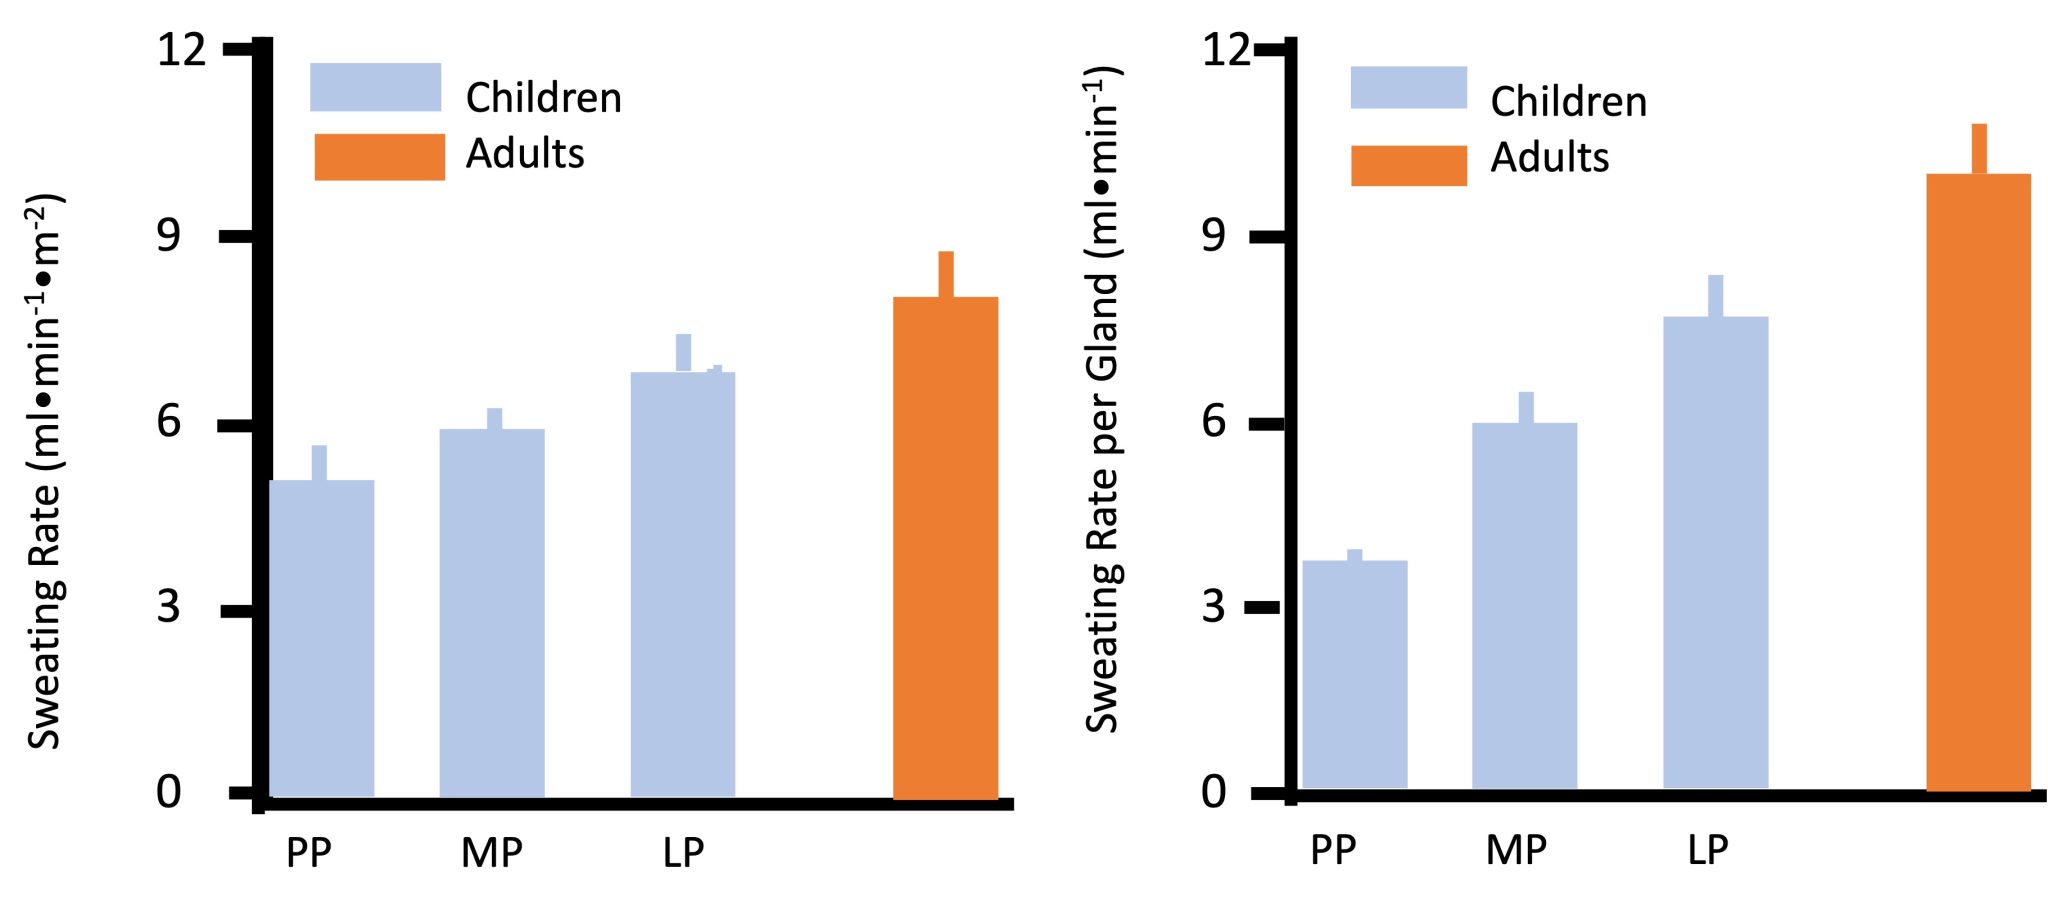 Sweating Rate (ml•min⁻¹•m⁻²)
12
9
6
3
0
Children
Adults
PP MP LP
Sweating Rate per Gland (ml•min⁻¹)
12
9
6
3
0
Children
Adults
PP MP LP